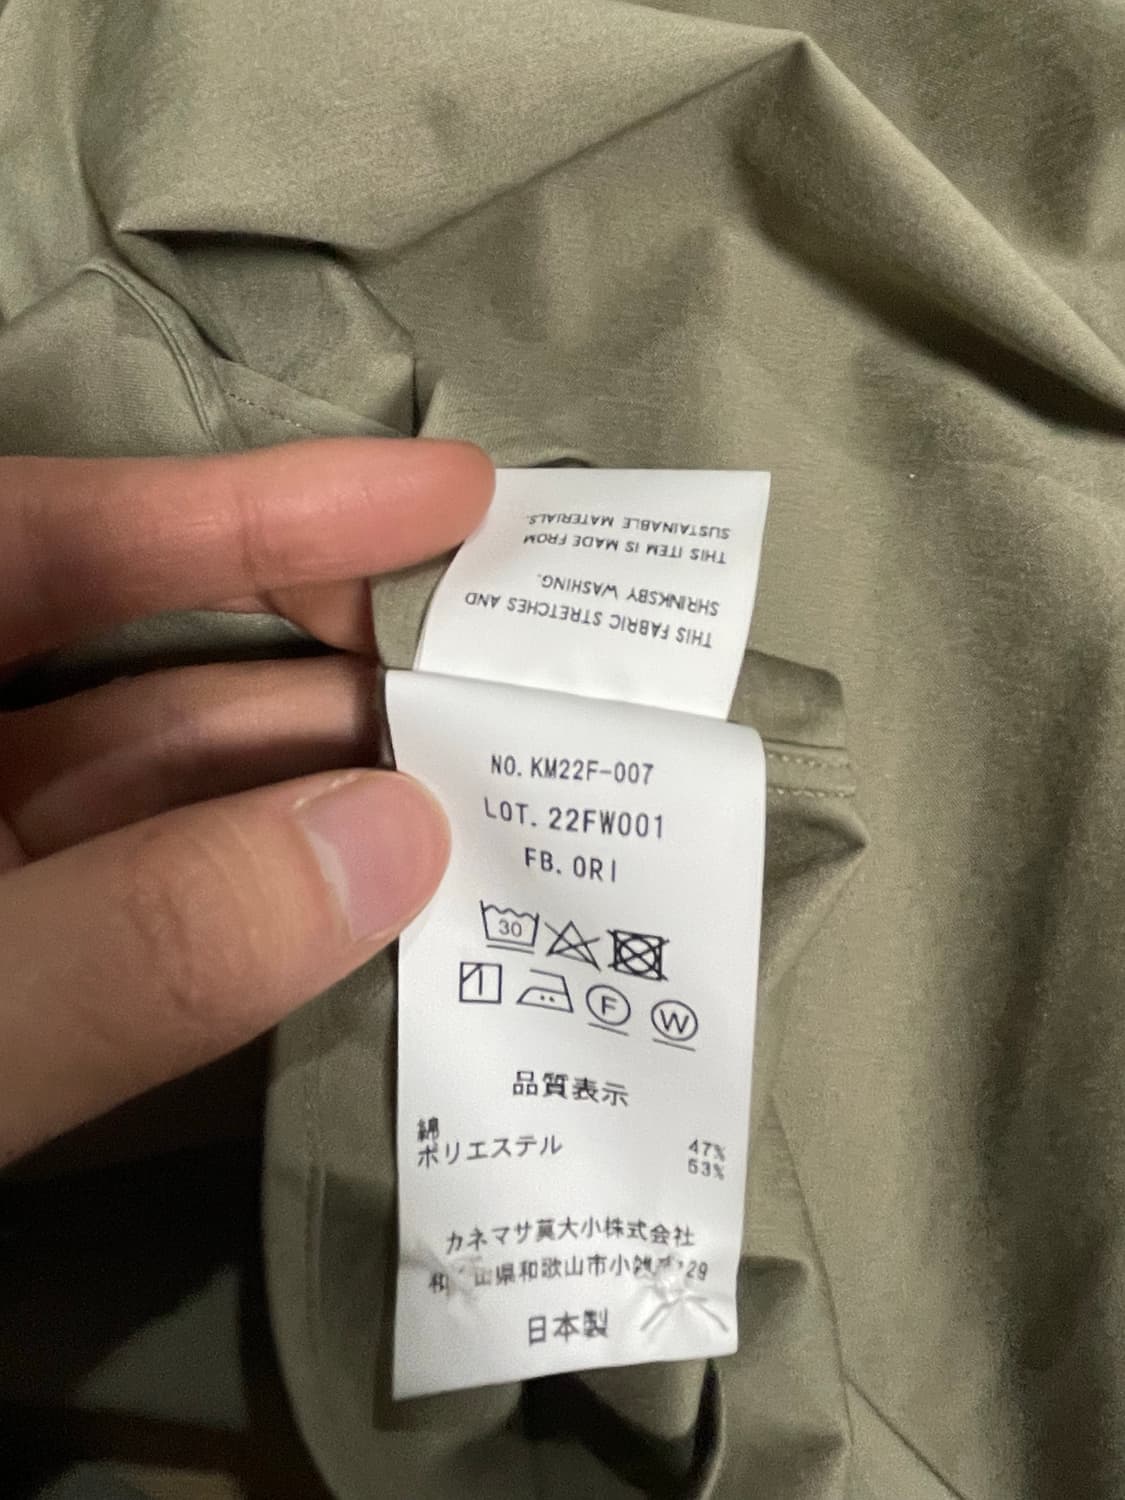 SUSTAINABLE MATERIALS.
THIS ITEM IS MADE FROM
SHRINKSBY WASHING.
THIS FABRIC STRETCHES AND
NO. KM22F-007
LOT. 22FW001
FB. ORI
30
F
W
品質表示
綿 47%
ポリエステル 53%
カネマサ莫大小株式会社
和 山県和歌山市小雑 29
日本製